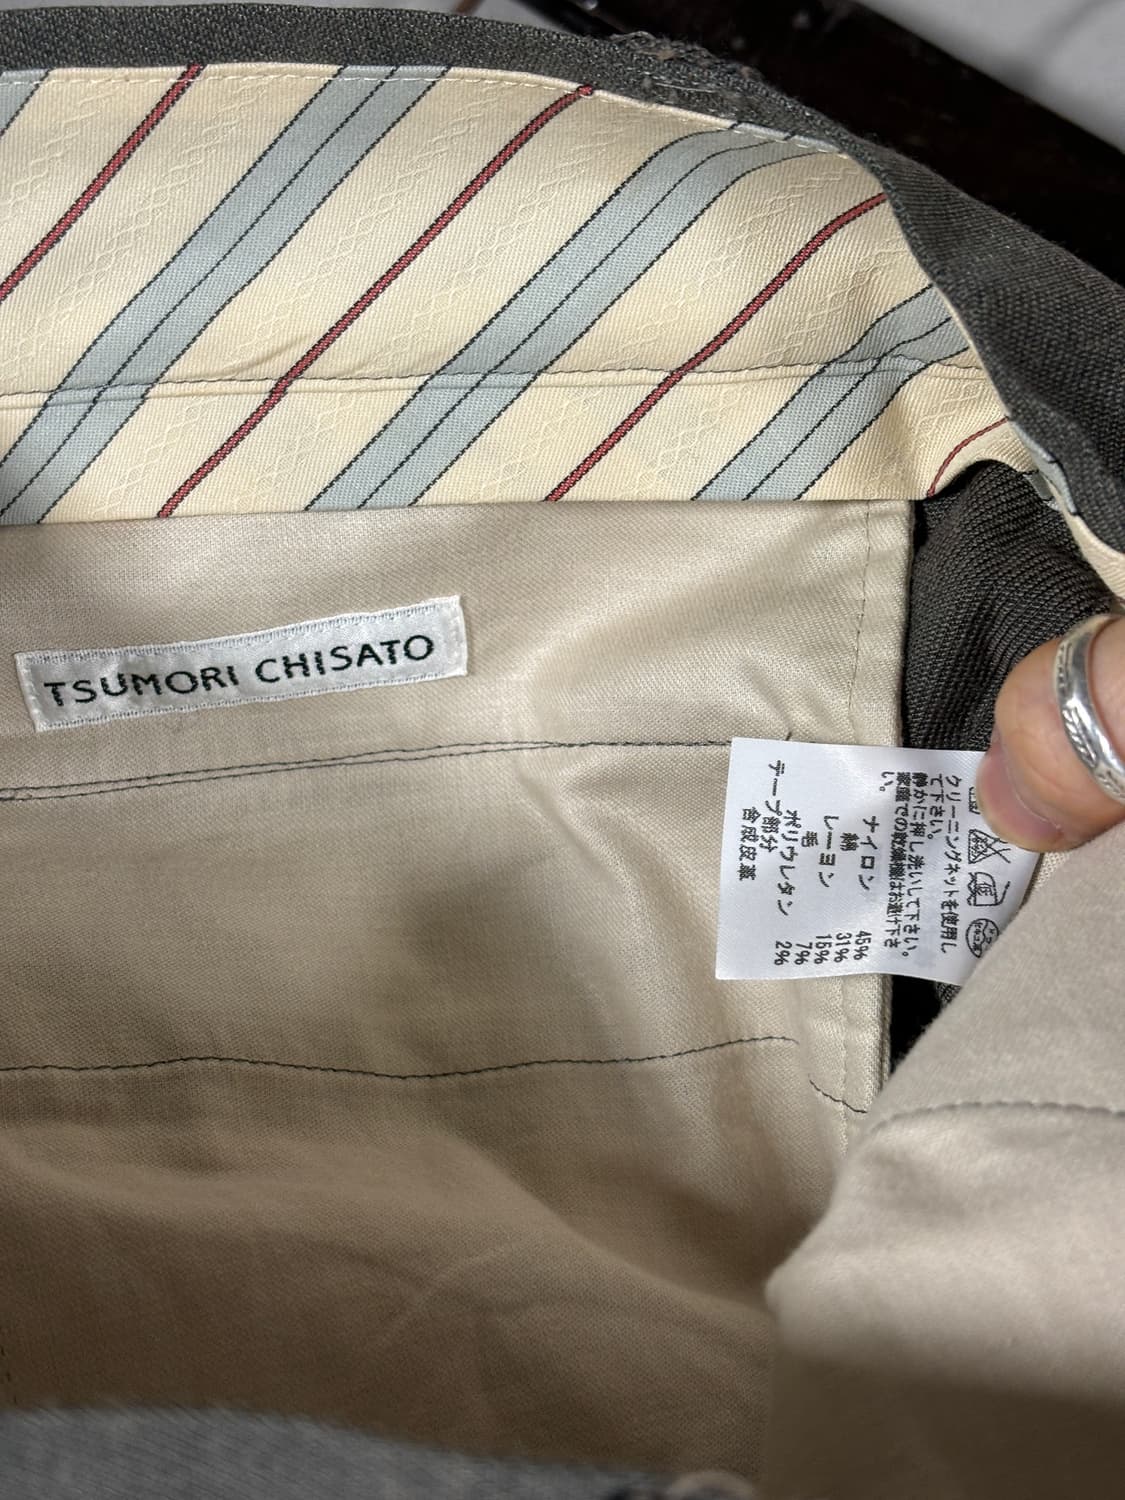 TSUMORI CHISATO
クリーニングネットを使用し
て下さい。
静かに押し洗いして下さい。
家庭での乾燥機はお避け下さ
い。
ナイロン 45%
綿 31%
レーヨン 15%
毛 7%
ポリウレタン 2%
テープ部分
合成皮革